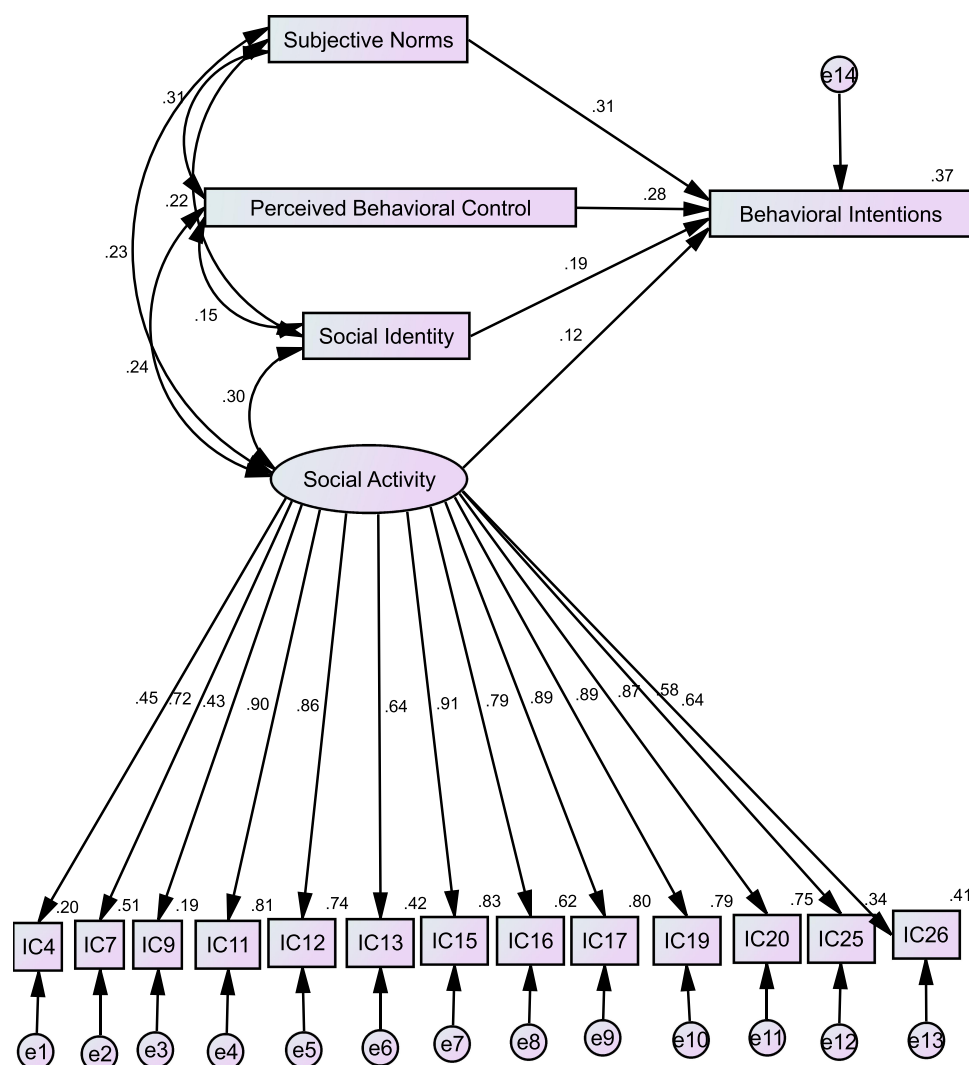 Subjective Norms
e14
.31
.31
.37
Perceived Behavioral Control
.28
Behavioral Intentions
.22
.23
.19
.15
Social Identity
.12
.24
.30
Social Activity
.45
.72
.43
.90
.86
.64
.91
.79
.89
.89
.87
.58
.64
.20
.51
.19
.81
.74
.42
.83
.62
.80
.79
.75
.34
.41
IC4
IC7
IC9
IC11
IC12
IC13
IC15
IC16
IC17
IC19
IC20
IC25
IC26
e1
e2
e3
e4
e5
e6
e7
e8
e9
e10
e11
e12
e13